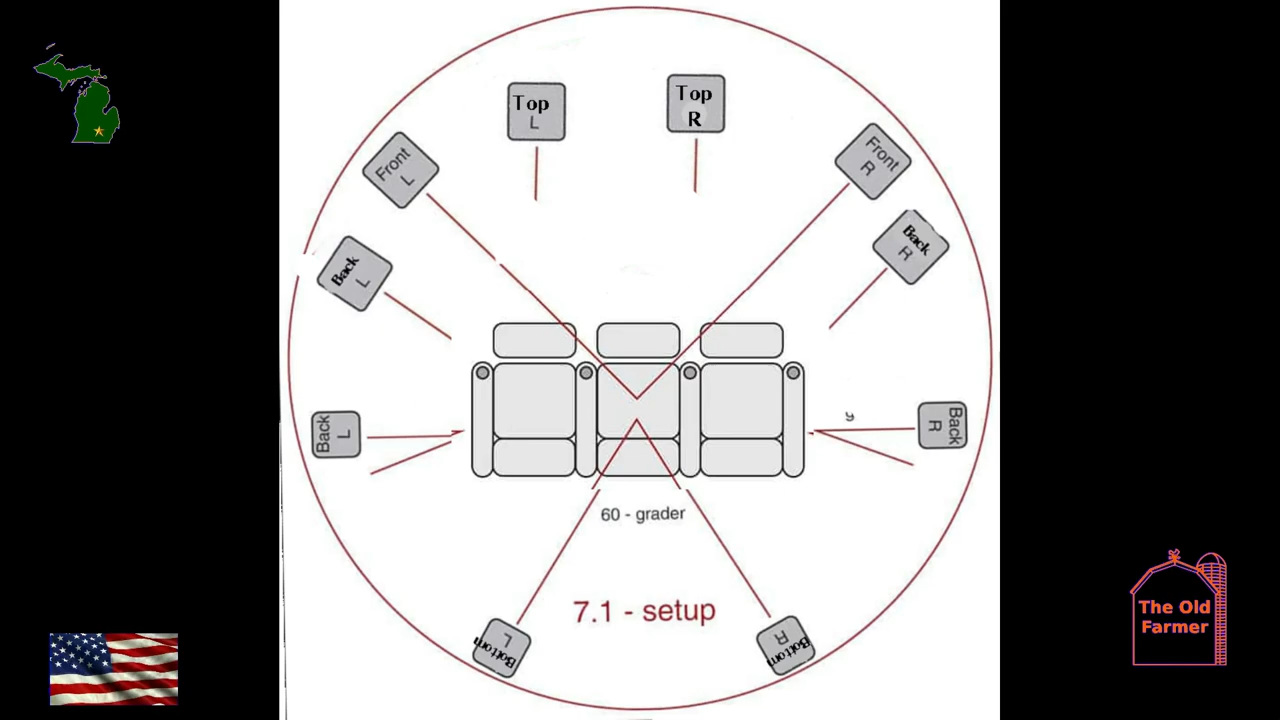 Top
L
Top
R
Front
L
Front
R
Back
L
Back
R
Back
L
Back
R
60 - grader
7.1 - setup
L
Bottom
R
Bottom
The Old
Farmer